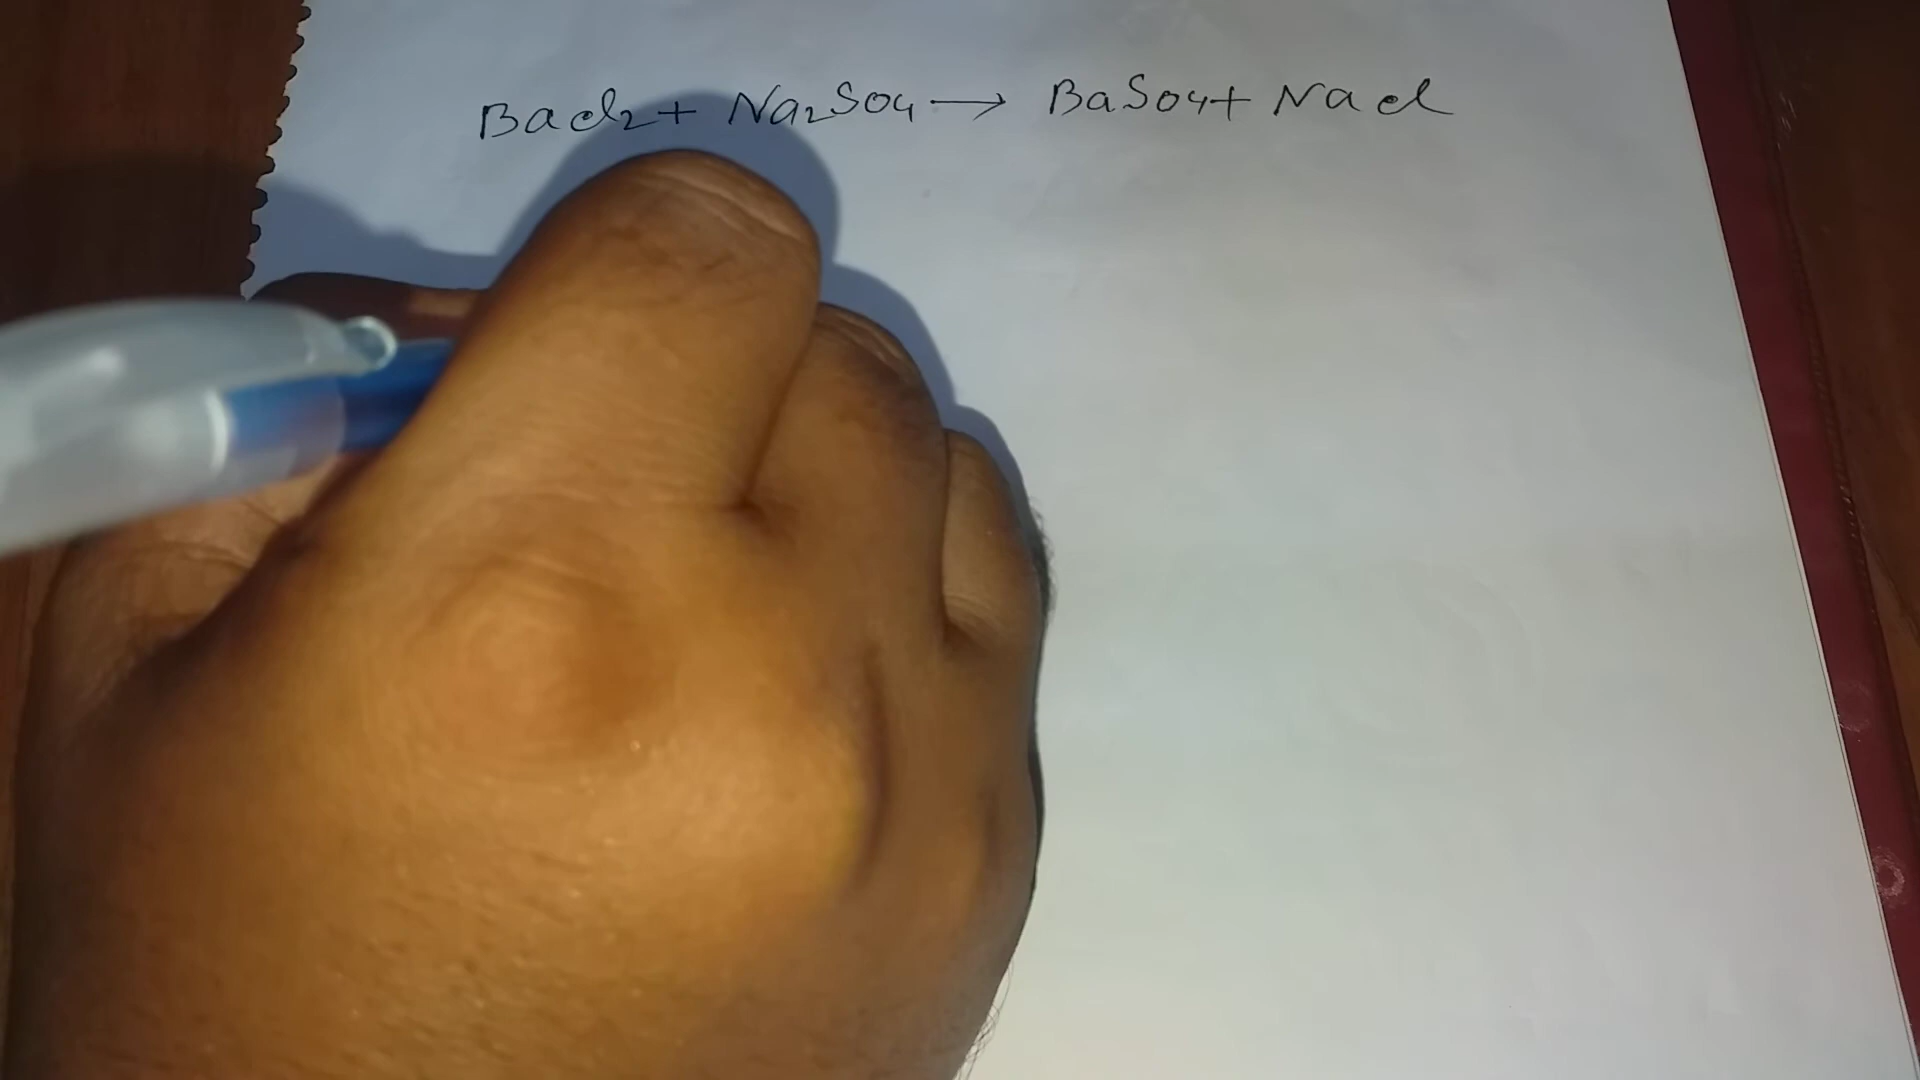 BaCl₂ + Na₂SO₄ → BaSO₄ + NaCl